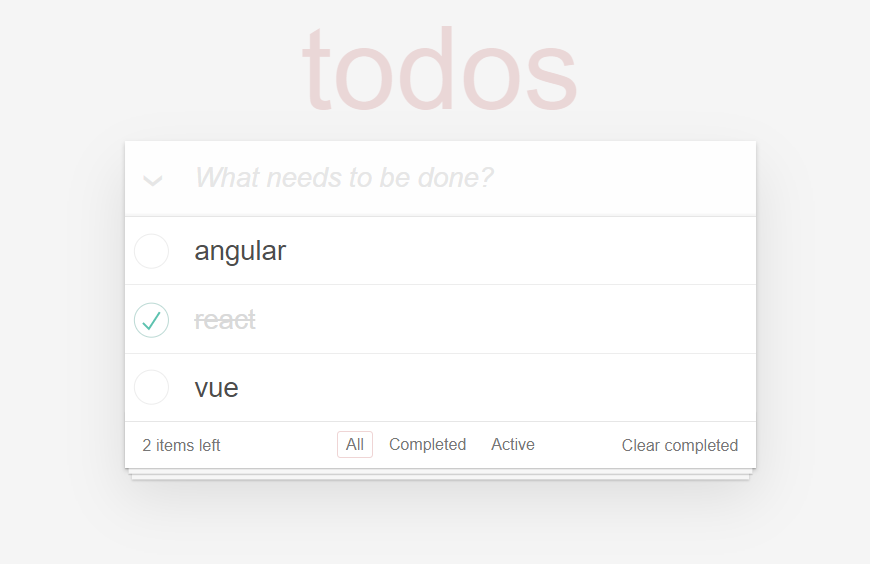 todos
What needs to be done?
angular
react
vue
2 items left All Completed Active Clear completed